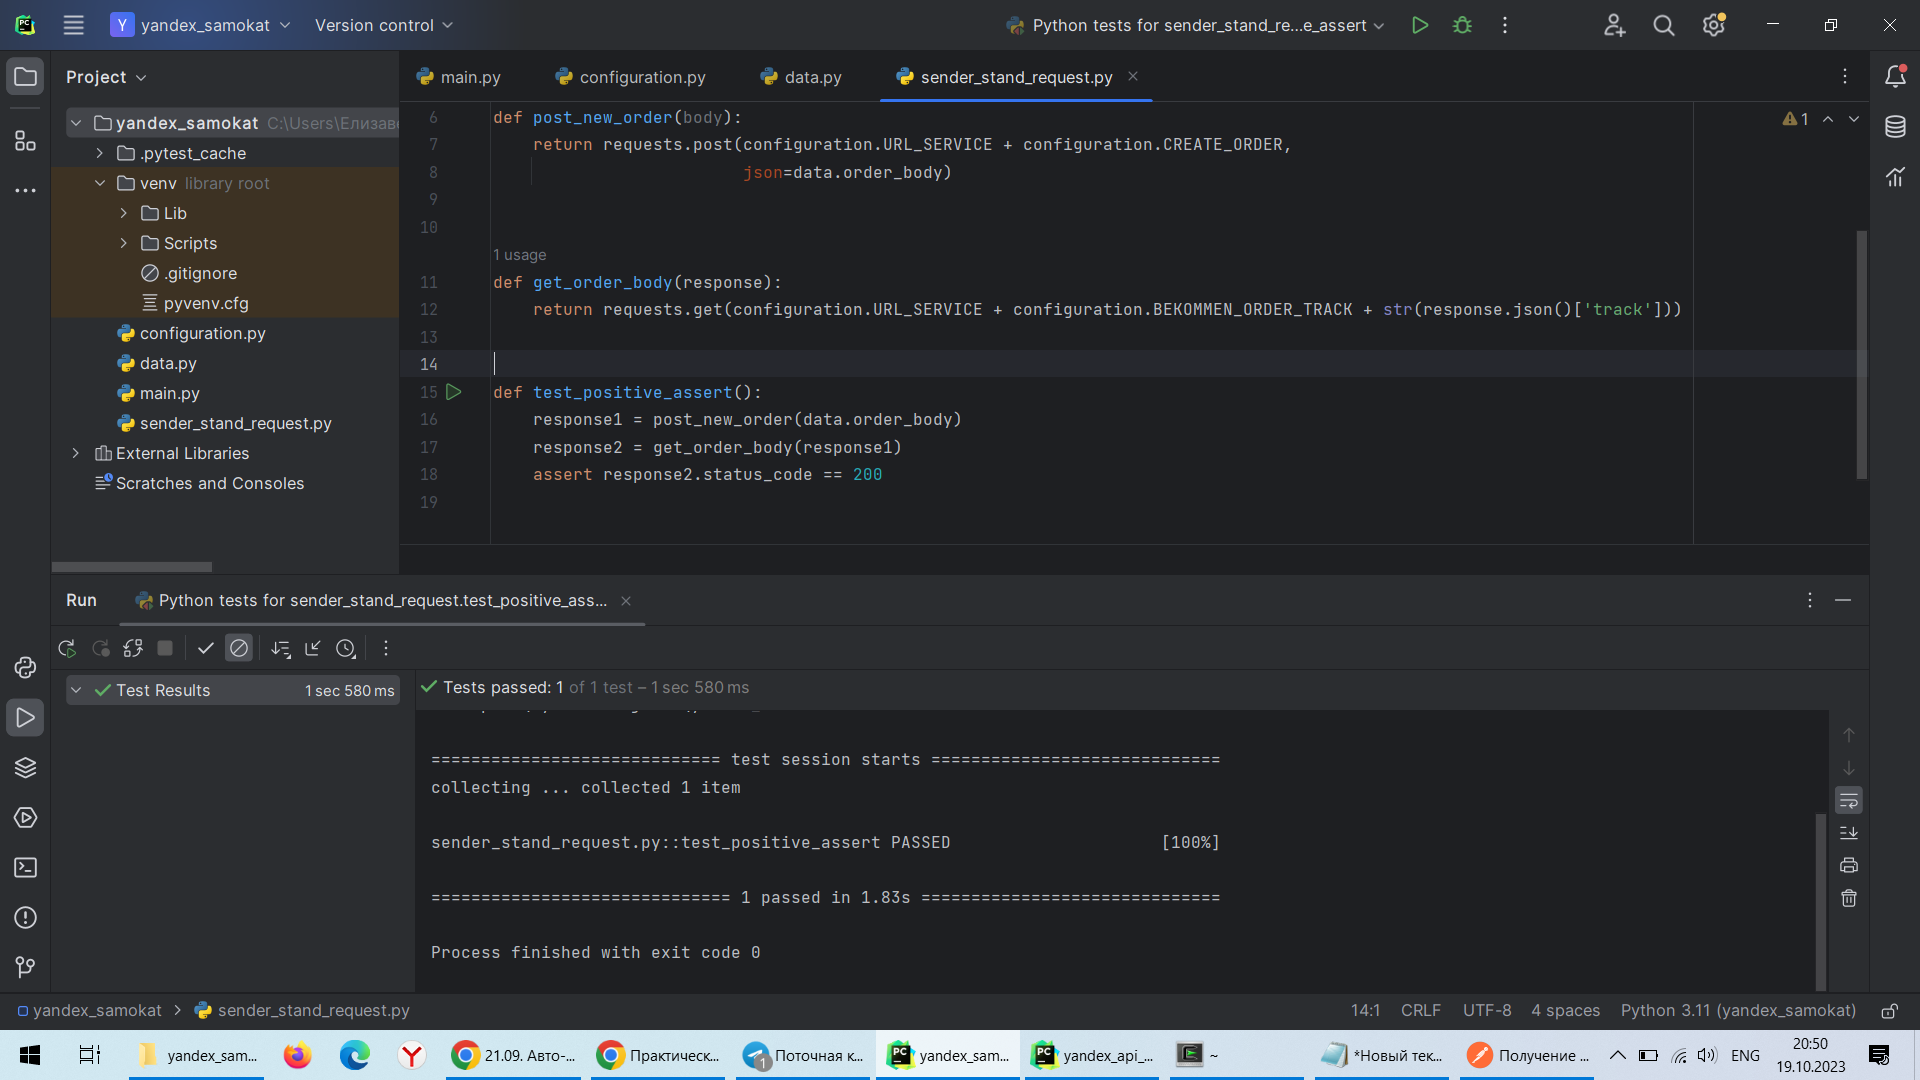 Y yandex_samokat Version control Python tests for sender_stand_re...e_assert
Project
main.py configuration.py data.py sender_stand_request.py
yandex_samokat C:\Users\Елизаве
.pytest_cache
venv library root
Lib
Scripts
.gitignore
pyvenv.cfg
configuration.py
data.py
main.py
sender_stand_request.py
External Libraries
Scratches and Consoles
1
6 def post_new_order(body):
7 return requests.post(configuration.URL_SERVICE + configuration.CREATE_ORDER,
8 json=data.order_body)
9
10
1 usage
11 def get_order_body(response):
12 return requests.get(configuration.URL_SERVICE + configuration.BEKOMMEN_ORDER_TRACK + str(response.json()['track']))
13
14
15 def test_positive_assert():
16 response1 = post_new_order(data.order_body)
17 response2 = get_order_body(response1)
18 assert response2.status_code == 200
19
Run Python tests for sender_stand_request.test_positive_ass...
Test Results 1 sec 580 ms
Tests passed: 1 of 1 test – 1 sec 580 ms
============================= test session starts =============================
collecting ... collected 1 item
sender_stand_request.py::test_positive_assert PASSED [100%]
============================== 1 passed in 1.83s ==============================
Process finished with exit code 0
yandex_samokat > sender_stand_request.py 14:1 CRLF UTF-8 4 spaces Python 3.11 (yandex_samokat)
yandex_sam... 21.09. Авто-... Практическ... 1 Поточная к... yandex_sam... yandex_api_... ~ *Новый тек... Получение ... ENG 20:50
19.10.2023